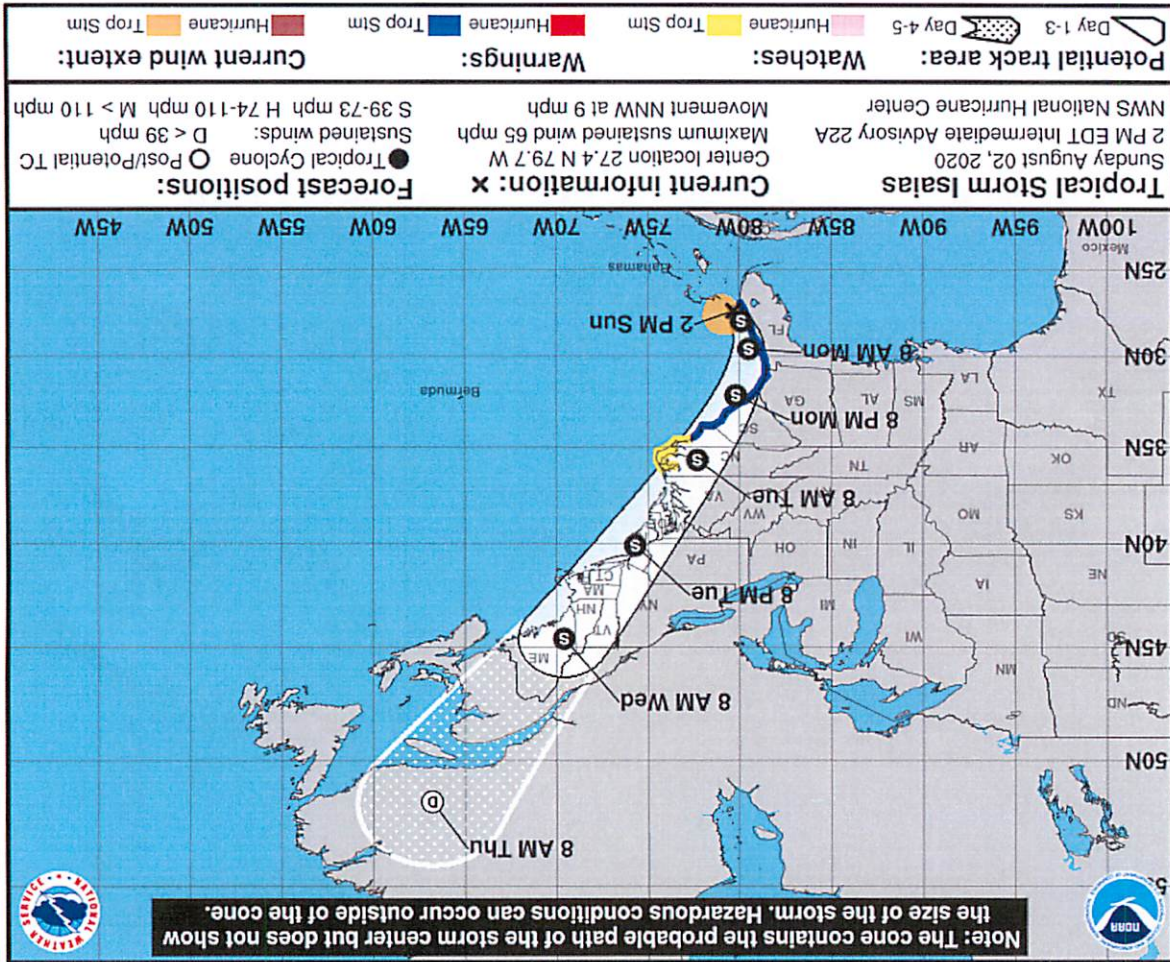 Note: The cone contains the probable path of the storm center but does not show
the size of the storm. Hazardous conditions can occur outside of the cone.
NOAA
NATIONAL WEATHER SERVICE
8 AM Thu
D
50N
8 AM Wed
S
ND
MN
WI
MI
ME
VT
NH
MA
CT
NY
45N
8 PM Tue
S
NE
IA
IL
IN
OH
PA
40N
8 AM Tue
S
KS
MO
WV
VA
OK
AR
TN
NC
35N
8 PM Mon
S
SC
TX
LA
MS
AL
GA
Bermuda
8 AM Mon
S
30N
FL
2 PM Sun
S
25N
Mexico
Bahamas
100W 95W 90W 85W 80W 75W 70W 65W 60W 55W 50W 45W
Tropical Storm Isaias
Sunday August 02, 2020
2 PM EDT Intermediate Advisory 22A
NWS National Hurricane Center
Current information: x
Center location 27.4 N 79.7 W
Maximum sustained wind 65 mph
Movement NNW at 9 mph
Forecast positions:
Tropical Cyclone Post/Potential TC
Sustained winds: D < 39 mph
S 39-73 mph H 74-110 mph M > 110 mph
Potential track area:
Day 1-3 Day 4-5
Watches:
Hurricane Trop Stm
Warnings:
Hurricane Trop Stm
Current wind extent:
Hurricane Trop Stm